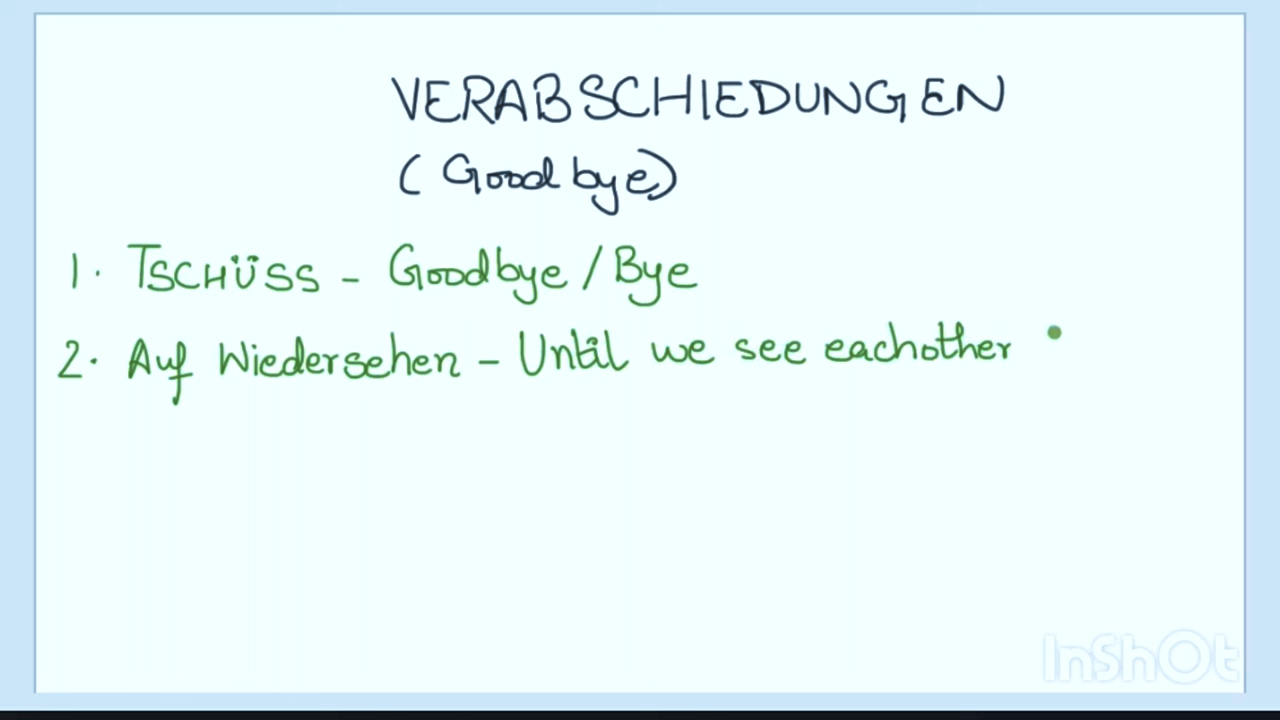 VERABSCHIEDUNGEN
(Goodbye)
1. TSCHÜSS - Goodbye / Bye
2. Auf Wiedersehen - Until we see eachother
InShOt